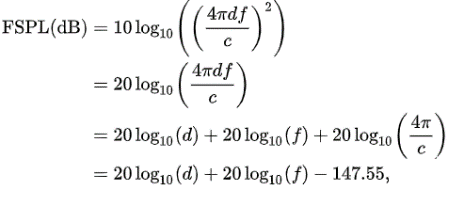 FSPL(dB) = 10 log₁₀((4πdf/c)²)
= 20 log₁₀(4πdf/c)
= 20 log₁₀(d) + 20 log₁₀(f) + 20 log₁₀(4π/c)
= 20 log₁₀(d) + 20 log₁₀(f) − 147.55,